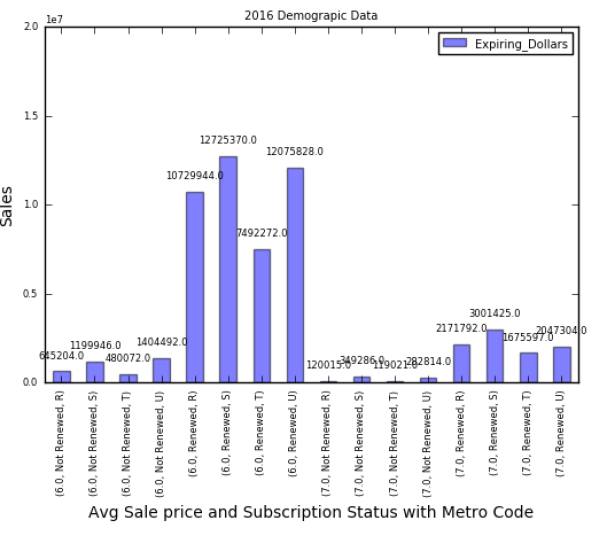 2016 Demograpic Data
1e7
Expiring_Dollars
2.0
1.5
1.0
0.5
0.0
Sales
645204.0
1199946.0
480072.0
1404492.0
10729944.0
12725370.0
7492272.0
12075828.0
120015.0
349286.0
119021.0
282814.0
2171792.0
3001425.0
1675597.0
2047304.0
(6.0, Not Renewed, R)
(6.0, Not Renewed, S)
(6.0, Not Renewed, T)
(6.0, Not Renewed, U)
(6.0, Renewed, R)
(6.0, Renewed, S)
(6.0, Renewed, T)
(6.0, Renewed, U)
(7.0, Not Renewed, R)
(7.0, Not Renewed, S)
(7.0, Not Renewed, T)
(7.0, Not Renewed, U)
(7.0, Renewed, R)
(7.0, Renewed, S)
(7.0, Renewed, T)
(7.0, Renewed, U)
Avg Sale price and Subscription Status with Metro Code